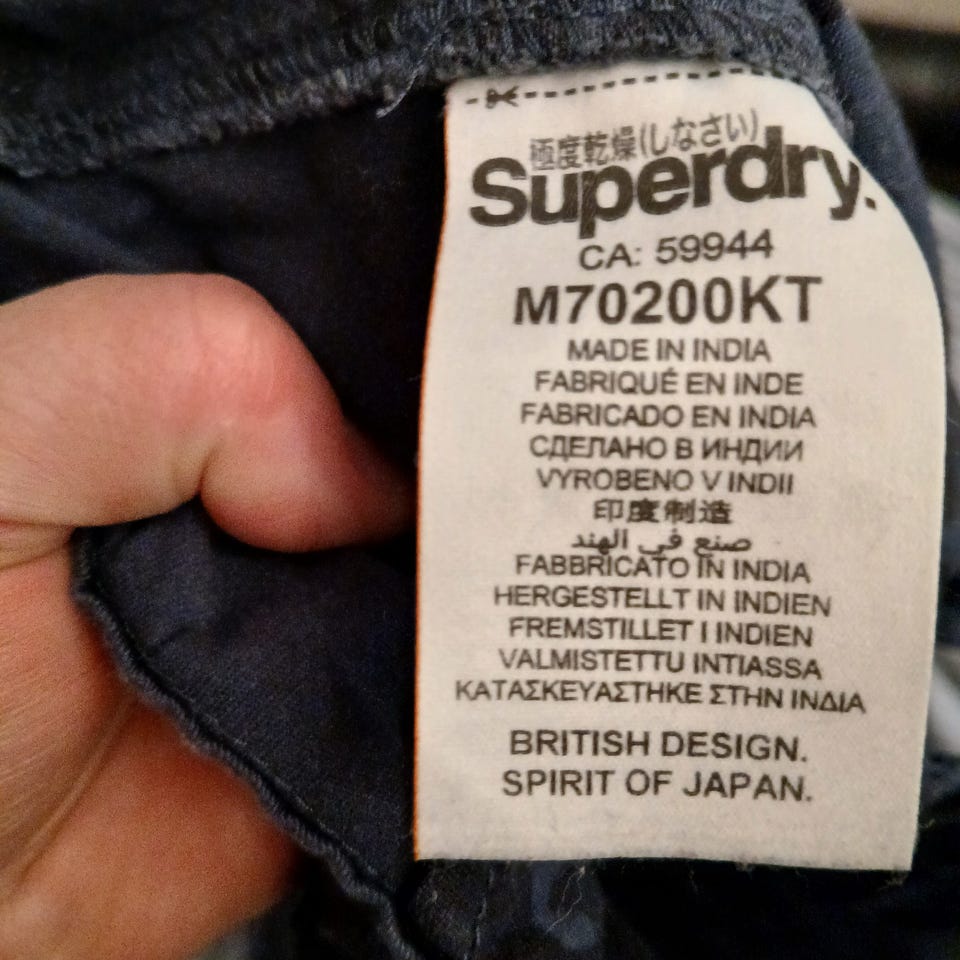 極度乾燥(しなさい)
Superdry.
CA: 59944
M70200KT
MADE IN INDIA
FABRIQUÉ EN INDE
FABRICADO EN INDIA
СДЕЛАНО В ИНДИИ
VYROBENO V INDII
印度制造
صنع في الهند
FABBRICATO IN INDIA
HERGESTELLT IN INDIEN
FREMSTILLET I INDIEN
VALMISTETTU INTIASSA
ΚΑΤΑΣΚΕΥΑΣΤΗΚΕ ΣΤΗΝ ΙΝΔΙΑ
BRITISH DESIGN.
SPIRIT OF JAPAN.